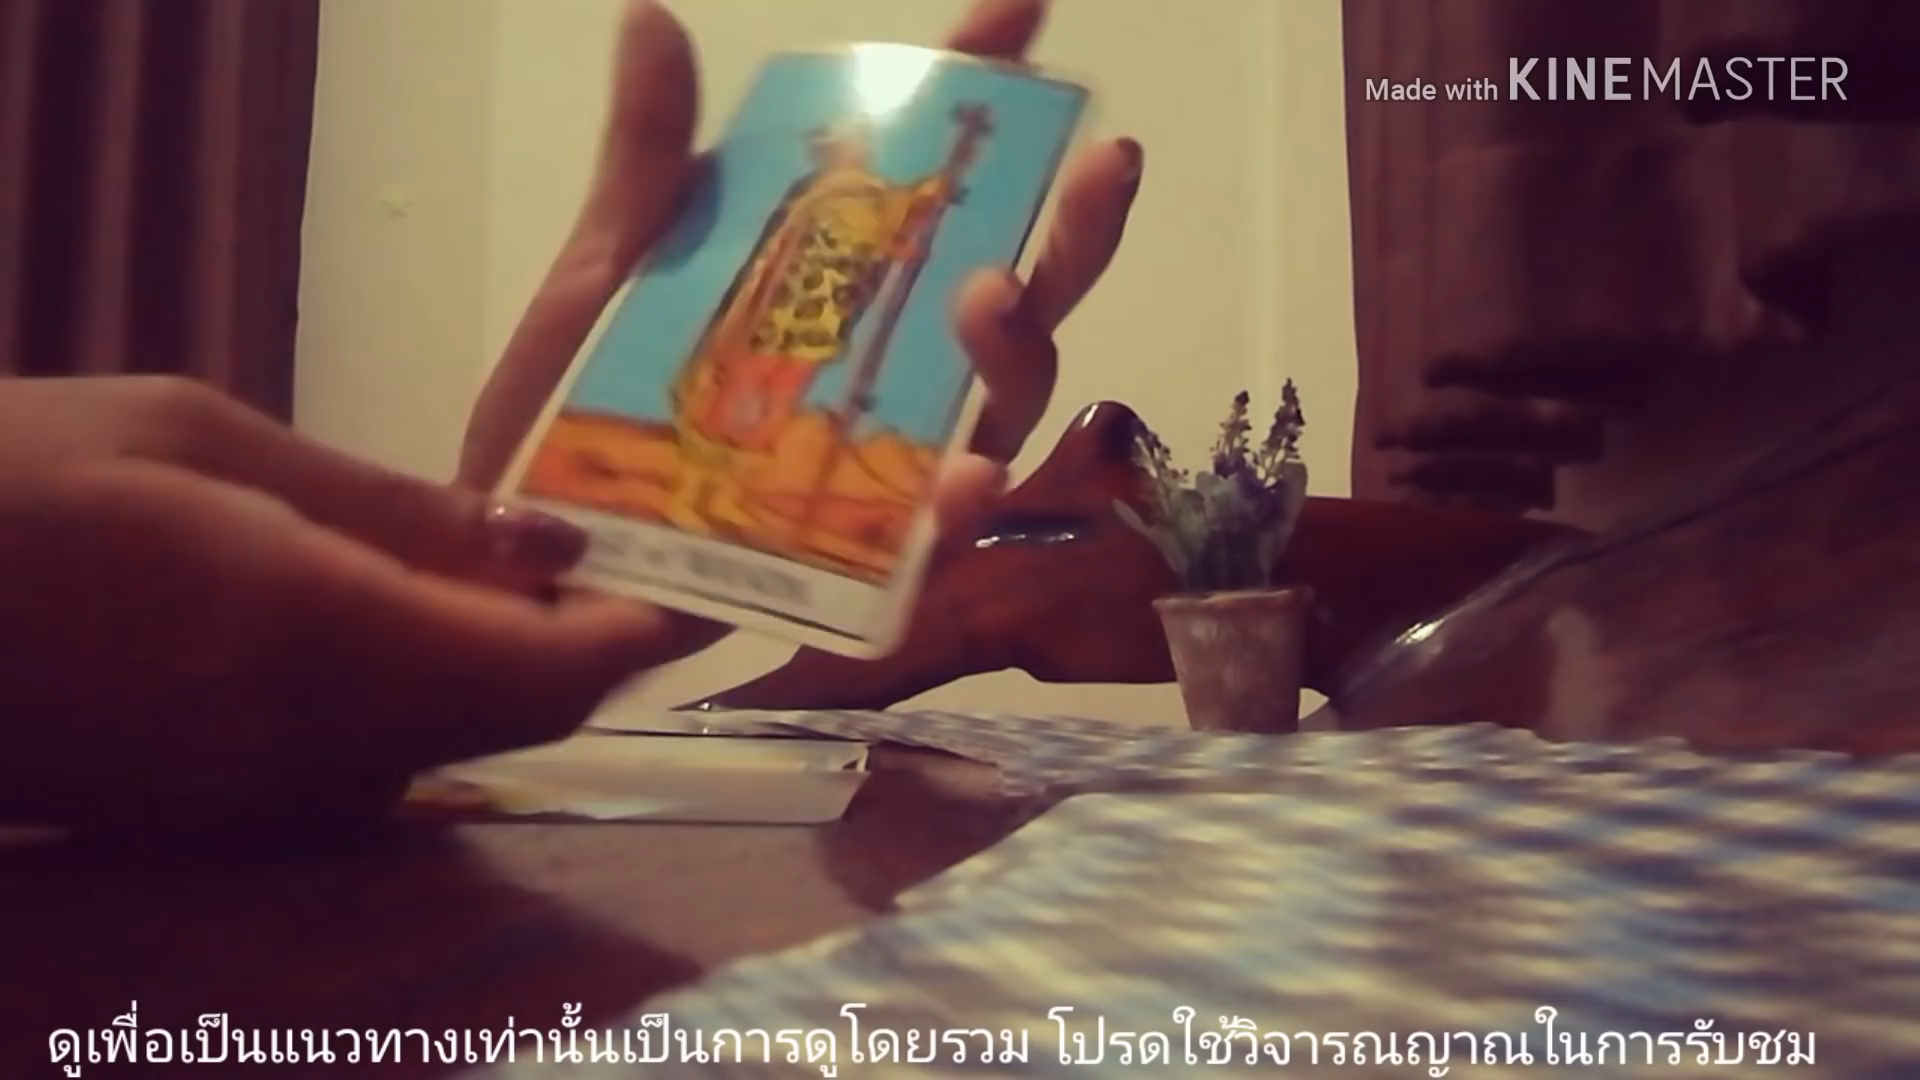 Made with KINEMASTER
ดูเพื่อเป็นแนวทางเท่านั้นเป็นการดูโดยรวม โปรดใช้วิจารณญาณในการรับชม